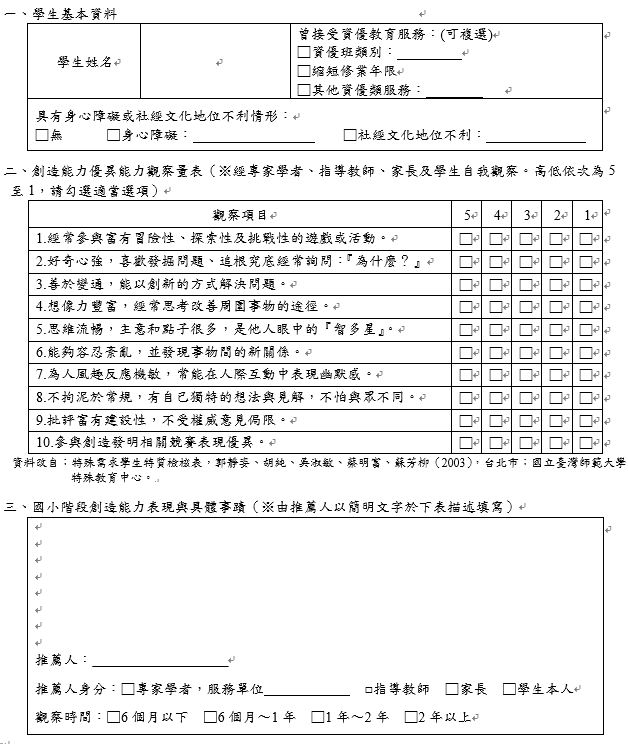 一、學生基本資料
學生姓名
曾接受資優教育服務：(可複選)
□資優班類別：
□縮短修業年限
□其他資優類服務：
具有身心障礙或社經文化地位不利情形：
□無 □身心障礙： □社經文化地位不利：
二、創造能力優異能力觀察量表（※經專家學者、指導教師、家長及學生自我觀察。高低依次為 5
至 1，請勾選適當選項）
觀察項目 5 4 3 2 1
1.經常參與富有冒險性、探索性及挑戰性的遊戲或活動。 □ □ □ □ □
2.好奇心強，喜歡發掘問題、追根究底經常詢問：『為什麼？』 □ □ □ □ □
3.善於變通，能以創新的方式解決問題。 □ □ □ □ □
4.想像力豐富，經常思考改善周圍事物的途徑。 □ □ □ □ □
5.思維流暢，主意和點子很多，是他人眼中的『智多星』。 □ □ □ □ □
6.能夠容忍紊亂，並發現事物間的新關係。 □ □ □ □ □
7.為人風趣反應機敏，常能在人際互動中表現幽默感。 □ □ □ □ □
8.不拘泥於常規，有自己獨特的想法與見解，不怕與眾不同。 □ □ □ □ □
9.批評富有建設性，不受權威意見侷限。 □ □ □ □ □
10.參與創造發明相關競賽表現優異。 □ □ □ □ □
資料改自：特殊需求學生特質檢核表，郭靜姿、胡純、吳淑敏、蔡明富、蘇芳柳（2003），台北市：國立臺灣師範大學
特殊教育中心。
三、國小階段創造能力表現與具體事蹟（※由推薦人以簡明文字於下表描述填寫）
推薦人：
推薦人身分：□專家學者，服務單位 □指導教師 □家長 □學生本人
觀察時間：□6 個月以下 □6 個月～1 年 □1 年～2 年 □2 年以上